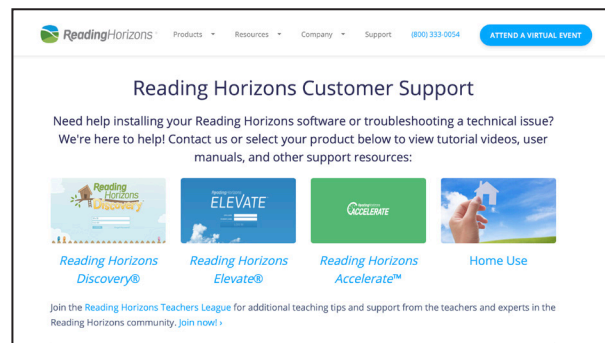 ReadingHorizons
Products Resources Company Support (800) 333-0054 ATTEND A VIRTUAL EVENT
Reading Horizons Customer Support
Need help installing your Reading Horizons software or troubleshooting a technical issue?
We're here to help! Contact us or select your product below to view tutorial videos, user
manuals, and other support resources:
Reading
Horizons
Discovery
ELEVATE
ACCELERATE
Reading Horizons
Discovery®
Reading Horizons
Elevate®
Reading Horizons
Accelerate™
Home Use
Join the Reading Horizons Teachers League for additional teaching tips and support from the teachers and experts in the
Reading Horizons community. Join now! ›